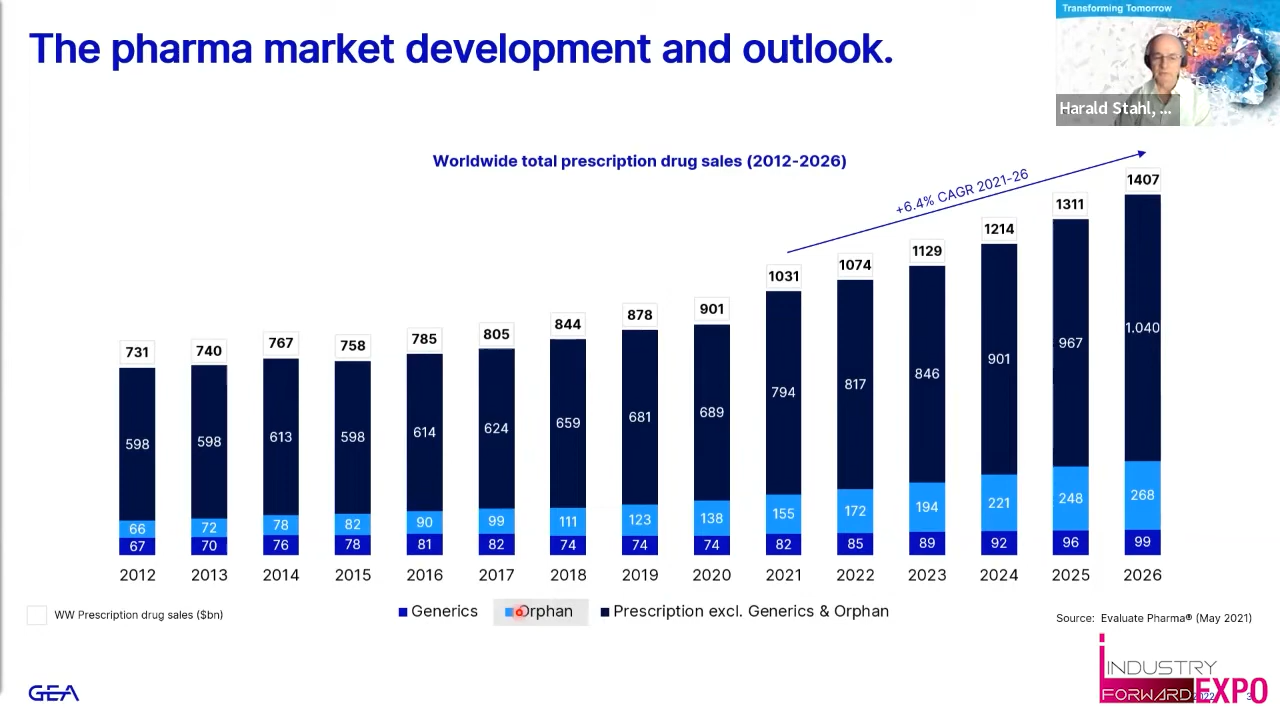 The pharma market development and outlook.
Transforming Tomorrow
Harald Stahl, ...
Worldwide total prescription drug sales (2012-2026)
+6.4% CAGR 2021-26
731 740 767 758 785 805 844 878 901 1031 1074 1129 1214 1311 1407
598 598 613 598 614 624 659 681 689 794 817 846 901 967 1.040
66 72 78 82 90 99 111 123 138 155 172 194 221 248 268
67 70 76 78 81 82 74 74 74 82 85 89 92 96 99
2012 2013 2014 2015 2016 2017 2018 2019 2020 2021 2022 2023 2024 2025 2026
WW Prescription drug sales ($bn)
Generics Orphan Prescription excl. Generics & Orphan
Source: Evaluate Pharma® (May 2021)
GEA
INDUSTRY
FORWARD EXPO
2022 3